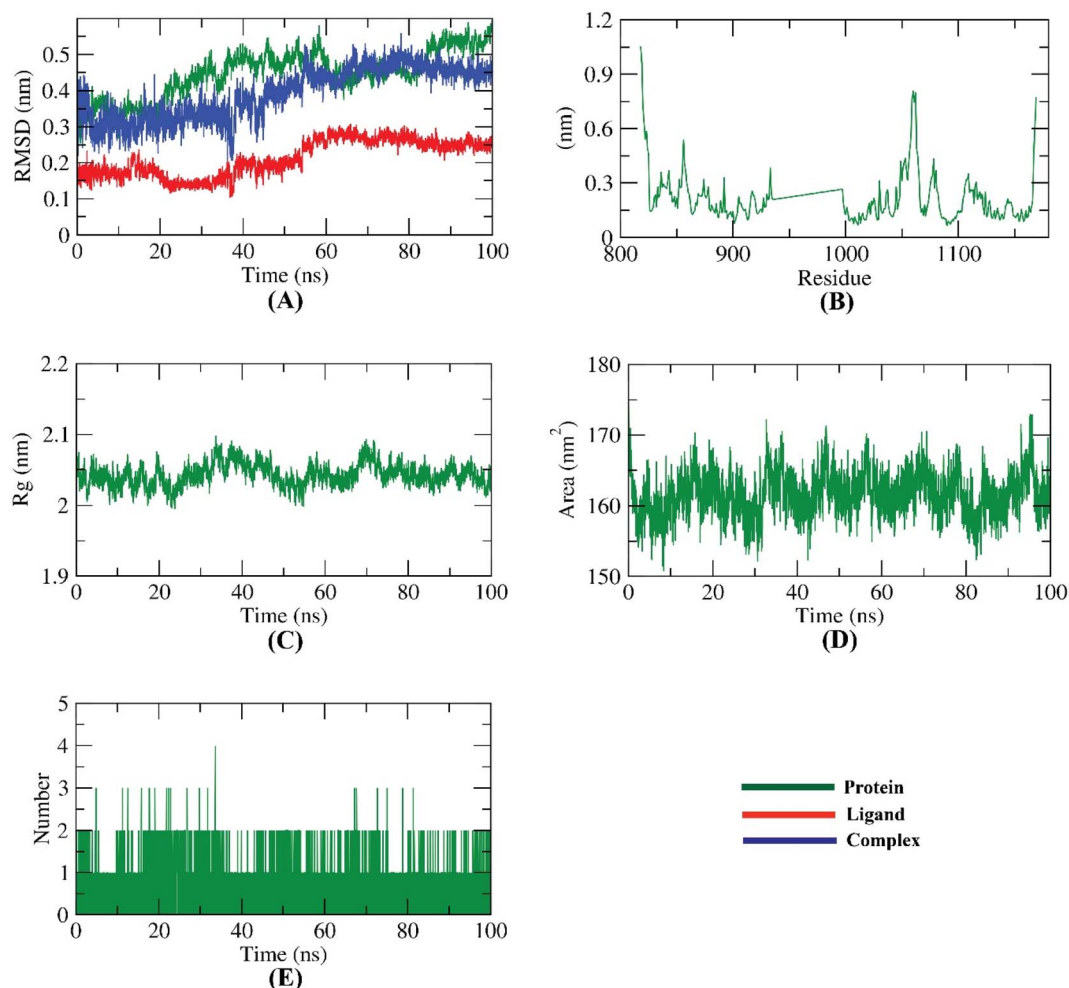 RMSD (nm)
0.5
0.4
0.3
0.2
0.1
0
0 20 40 60 80 100
Time (ns)
(A)
(nm)
1.2
0.9
0.6
0.3
0
800 900 1000 1100
Residue
(B)
Rg (nm)
2.2
2.1
2
1.9
0 20 40 60 80 100
Time (ns)
(C)
Area (nm²)
180
170
160
150
0 20 40 60 80 100
Time (ns)
(D)
Number
5
4
3
2
1
0
0 20 40 60 80 100
Time (ns)
(E)
Protein
Ligand
Complex